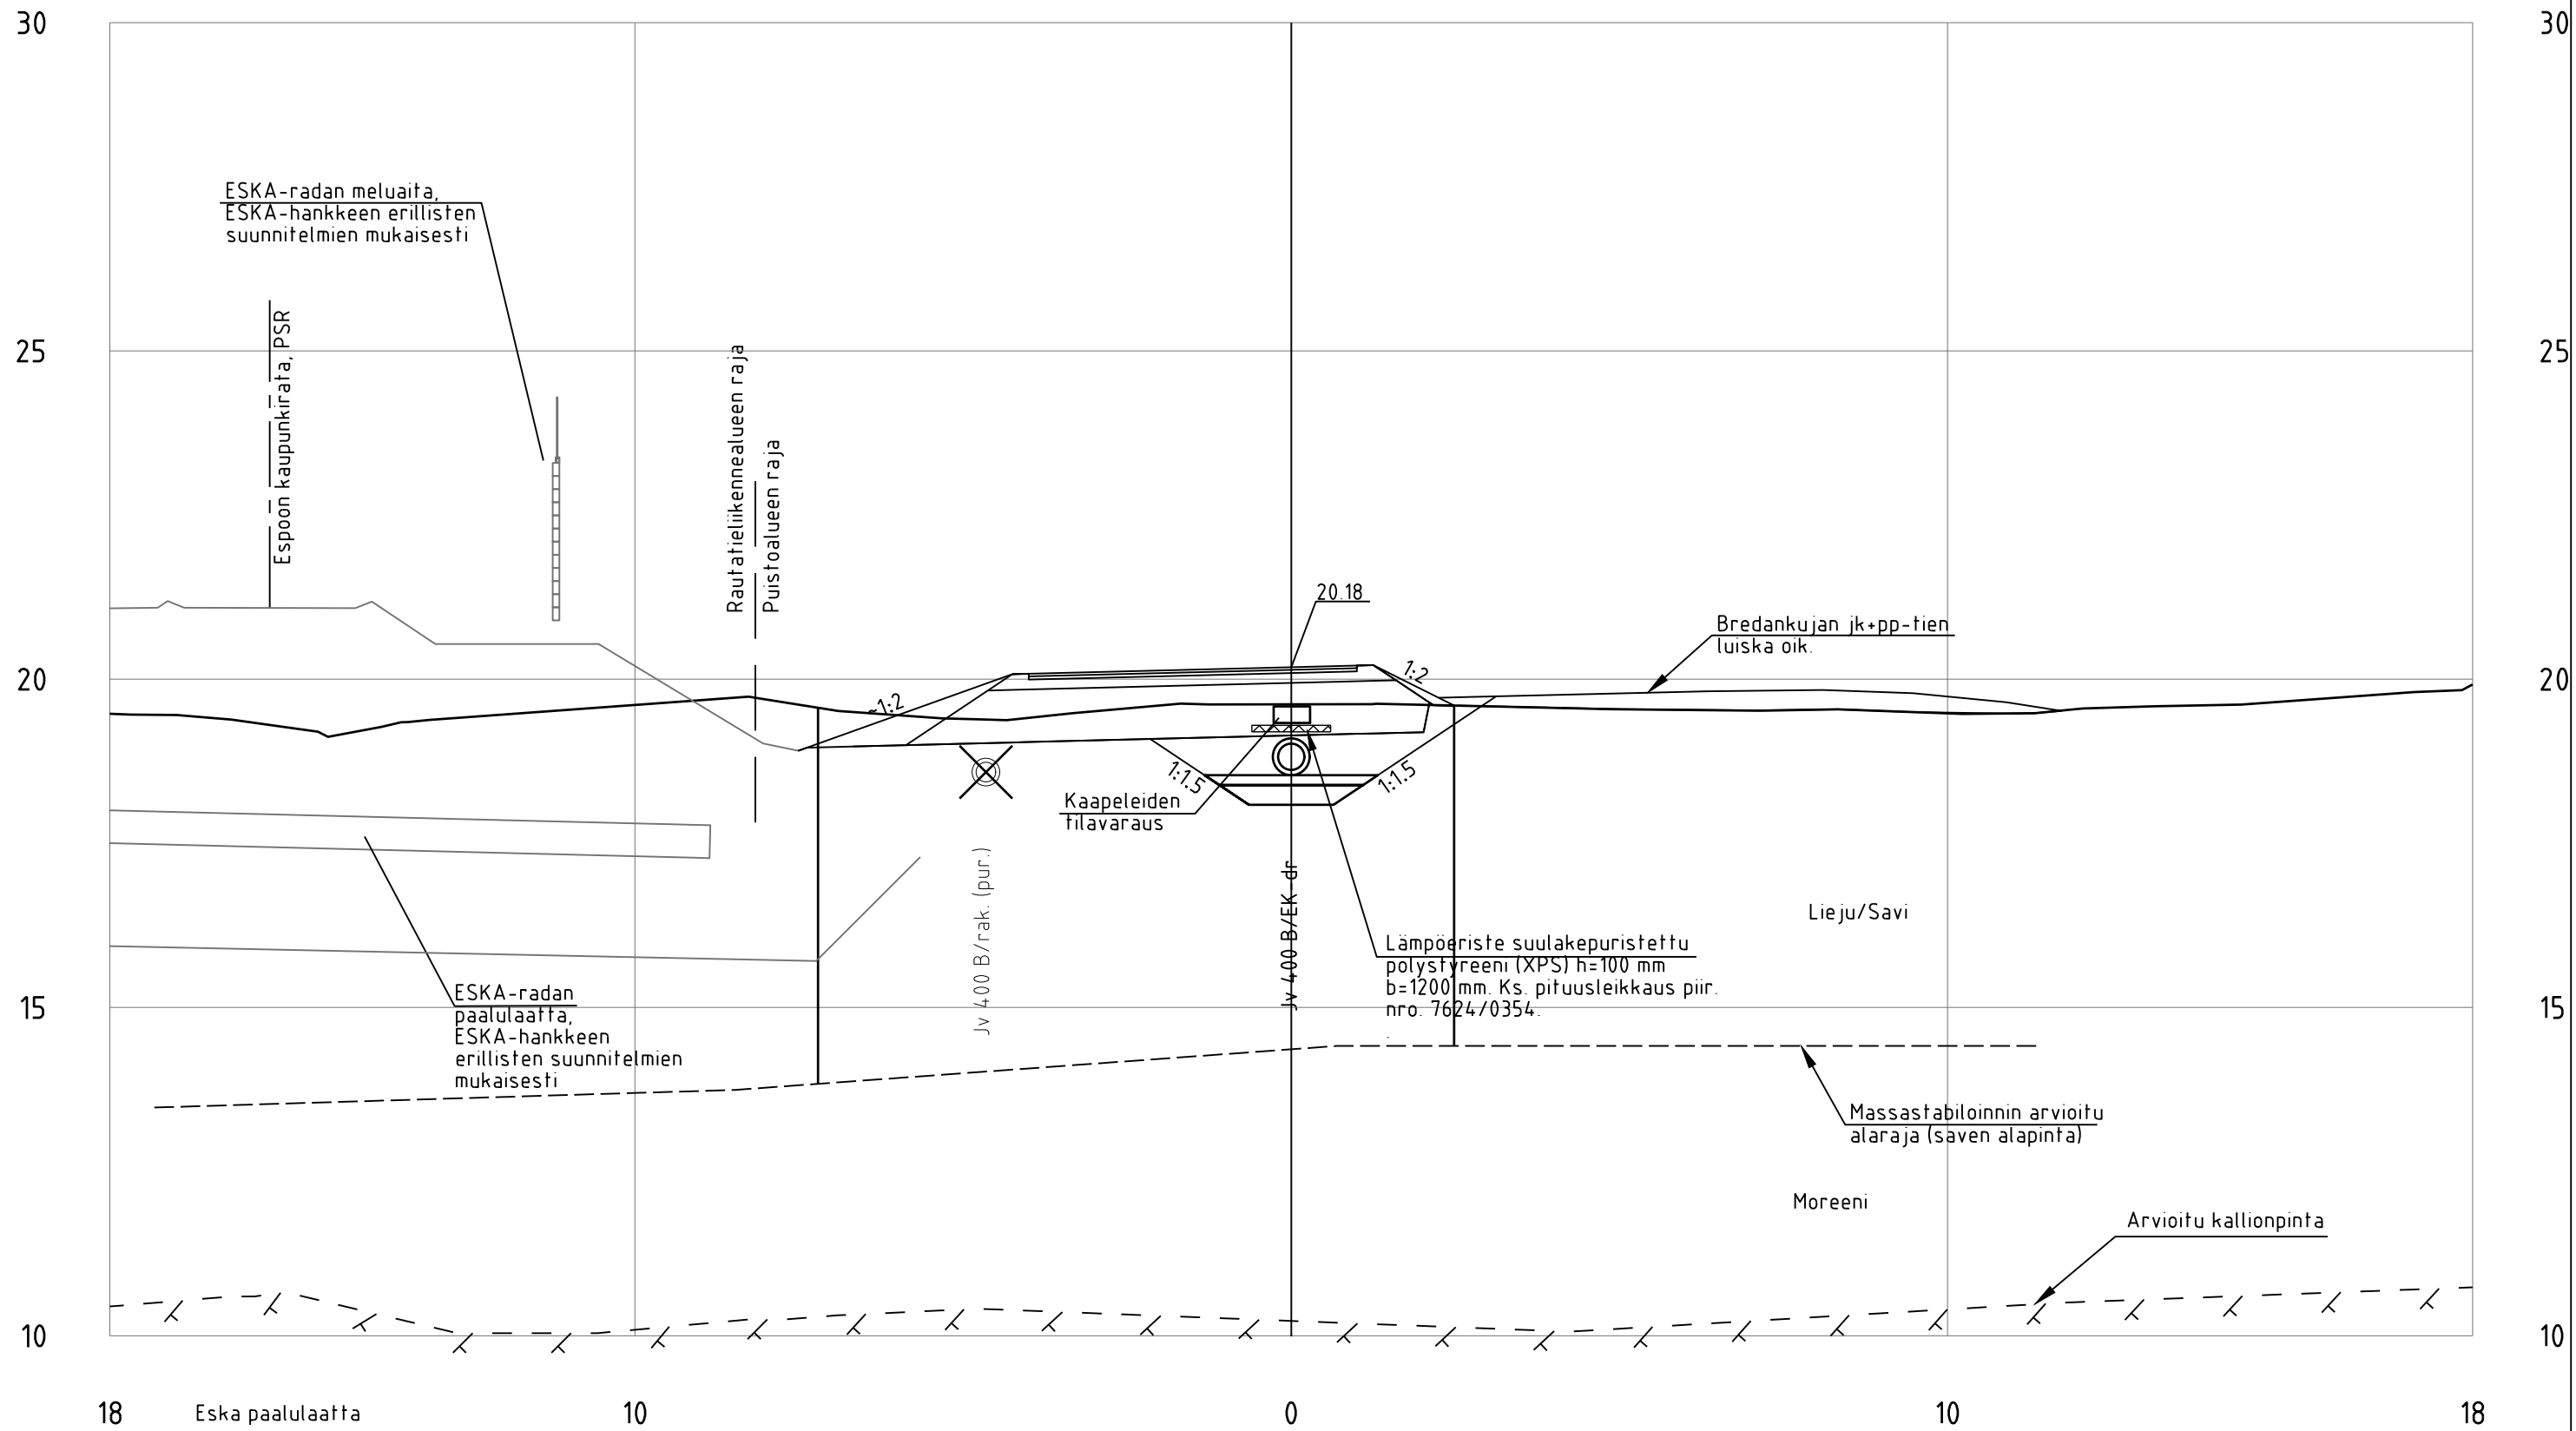 30
30
ESKA-radan meluaita,
ESKA-hankkeen erillisten
suunnitelmien mukaisesti
Espoon kaupunkirata, PSR
25
25
Rautatieliikennealueen raja
Puistoalueen raja
20.18
Bredankujan jk+pp-tien
luiska oik.
20
20
~1:2
1:2
1:1.5
1:1.5
Kaapeleiden
tilavaraus
Jv 400 B/rak. (pur.)
Jv 400 B/EK-dr
Lieju/Savi
Lämpöeriste suulakepuristettu
polystyreeni (XPS) h=100 mm
b=1200 mm. Ks. pituusleikkaus piir.
nro. 7624/0354.
.
ESKA-radan
paalulaatta,
ESKA-hankkeen
erillisten suunnitelmien
mukaisesti
15
15
Massastabiloinnin arvioitu
alaraja (saven alapinta)
Moreeni
Arvioitu kallionpinta
10
10
18
Eska paalulaatta
10
0
10
18